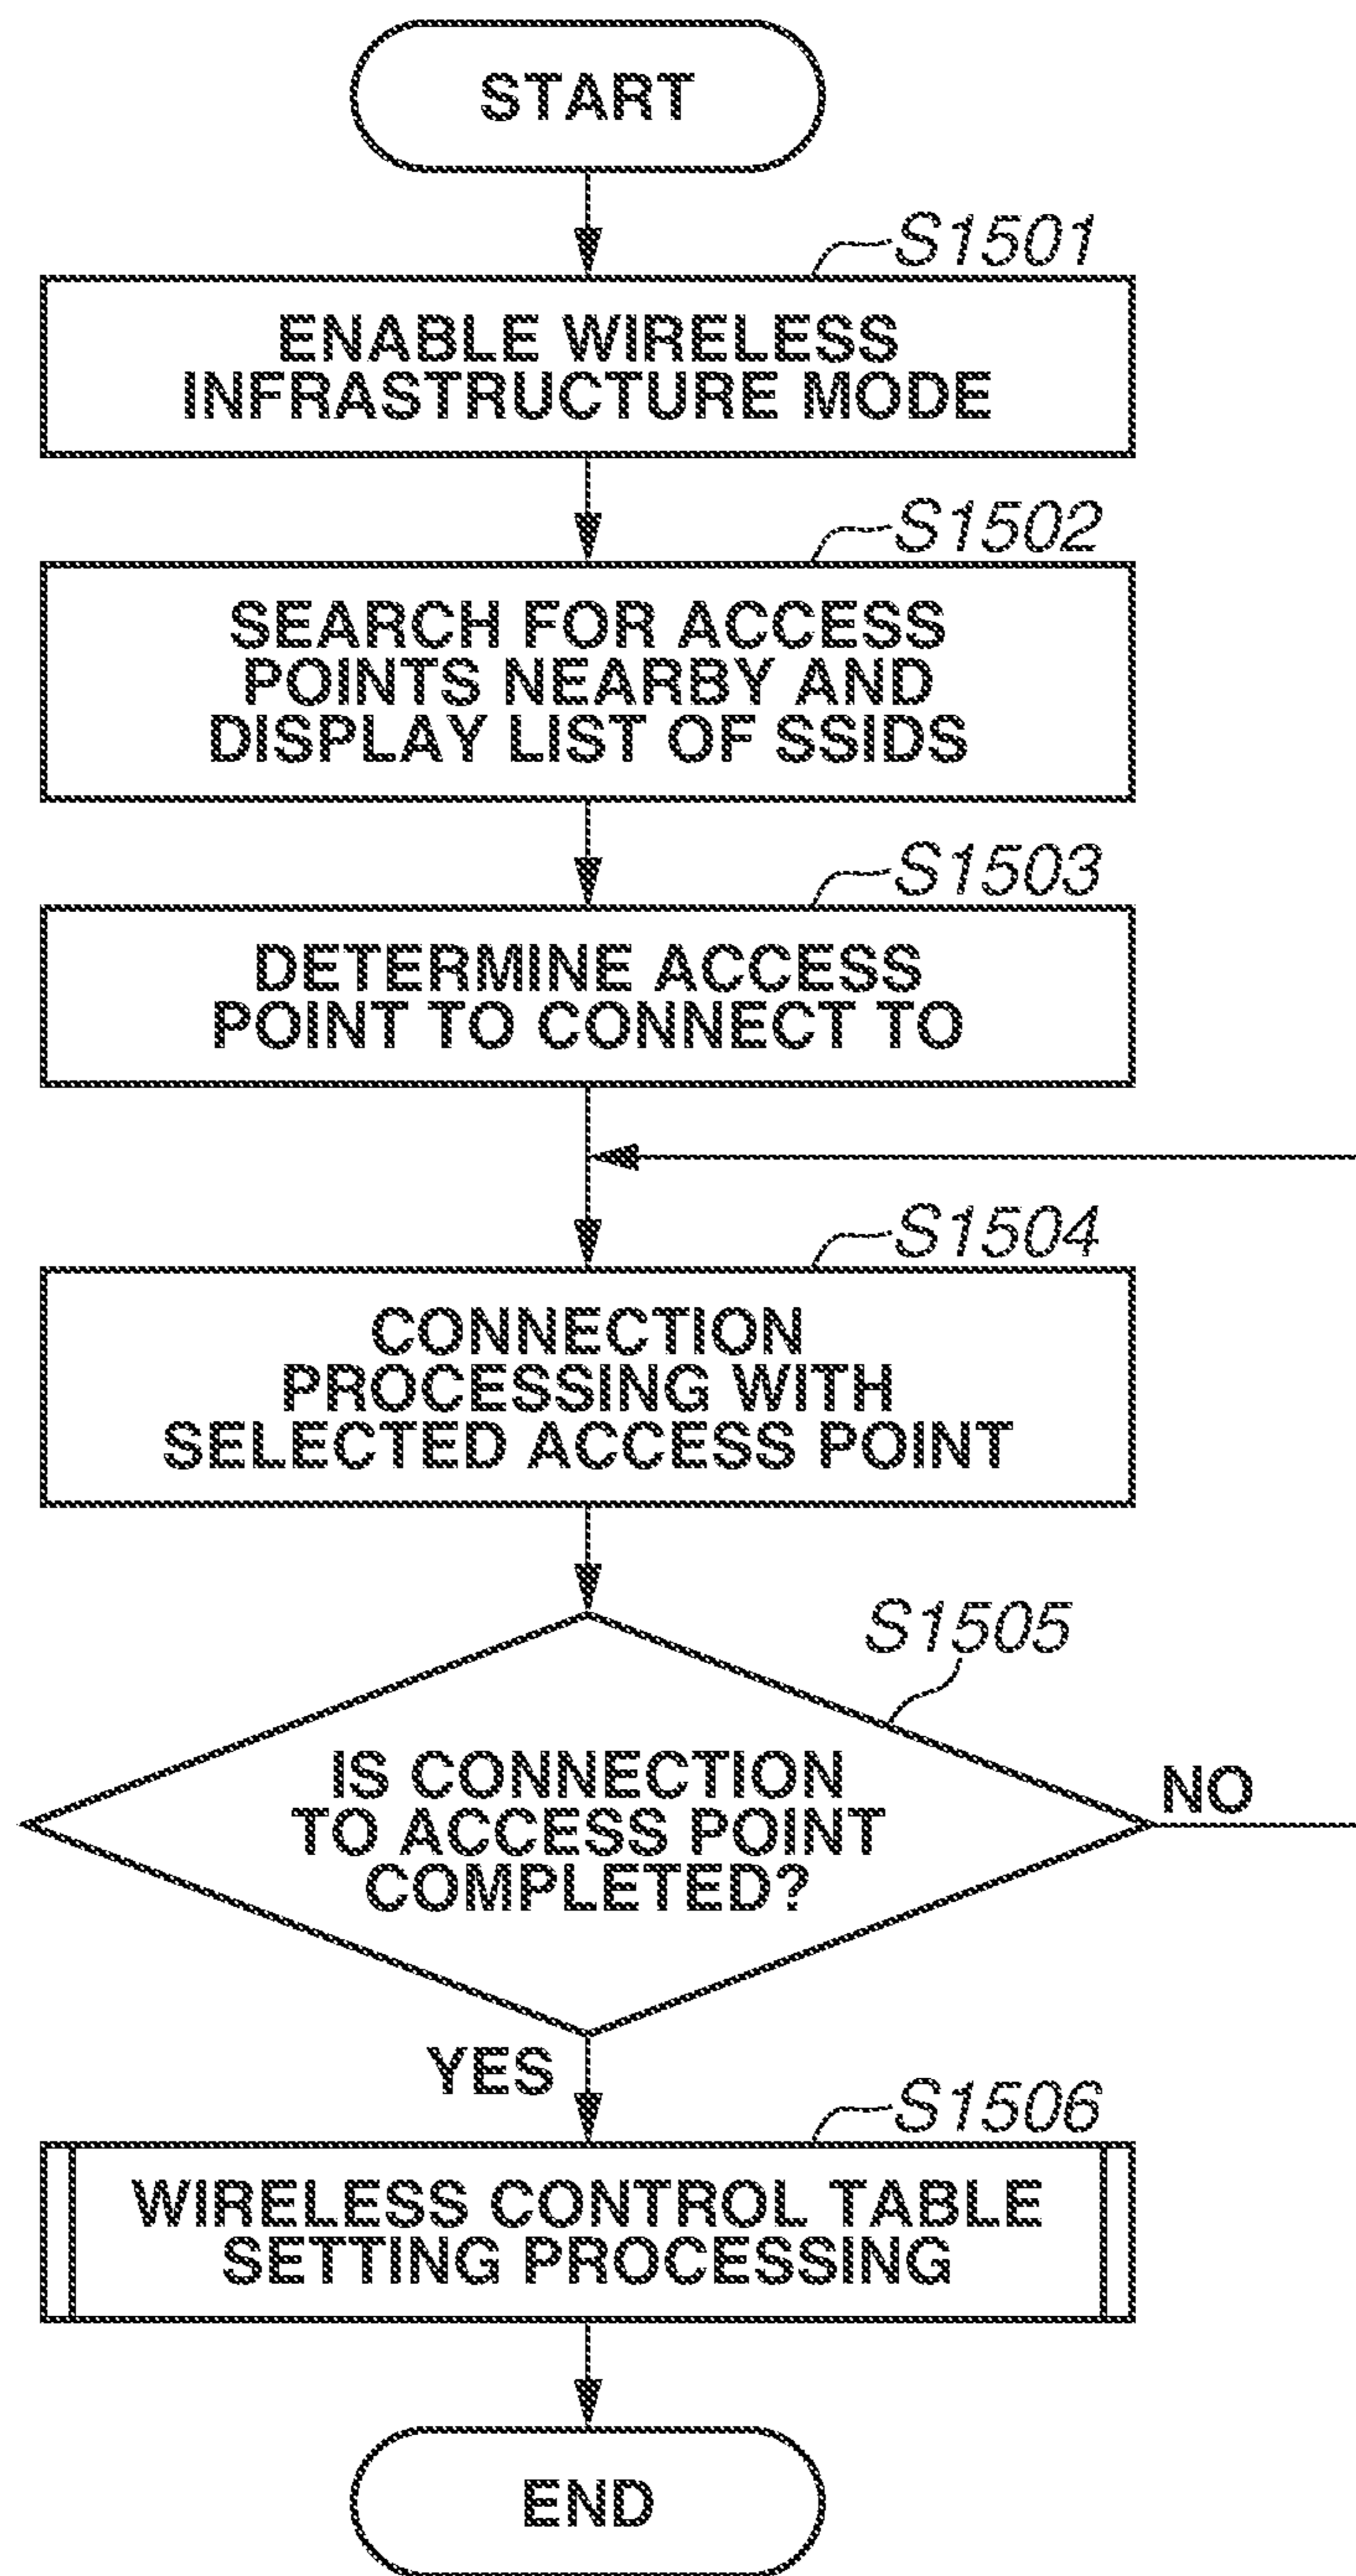 START
S1501
ENABLE WIRELESS
INFRASTRUCTURE MODE
S1502
SEARCH FOR ACCESS
POINTS NEARBY AND
DISPLAY LIST OF SSIDS
S1503
DETERMINE ACCESS
POINT TO CONNECT TO
S1504
CONNECTION
PROCESSING WITH
SELECTED ACCESS POINT
S1505
IS CONNECTION
TO ACCESS POINT
COMPLETED?
NO
YES
S1506
WIRELESS CONTROL TABLE
SETTING PROCESSING
END